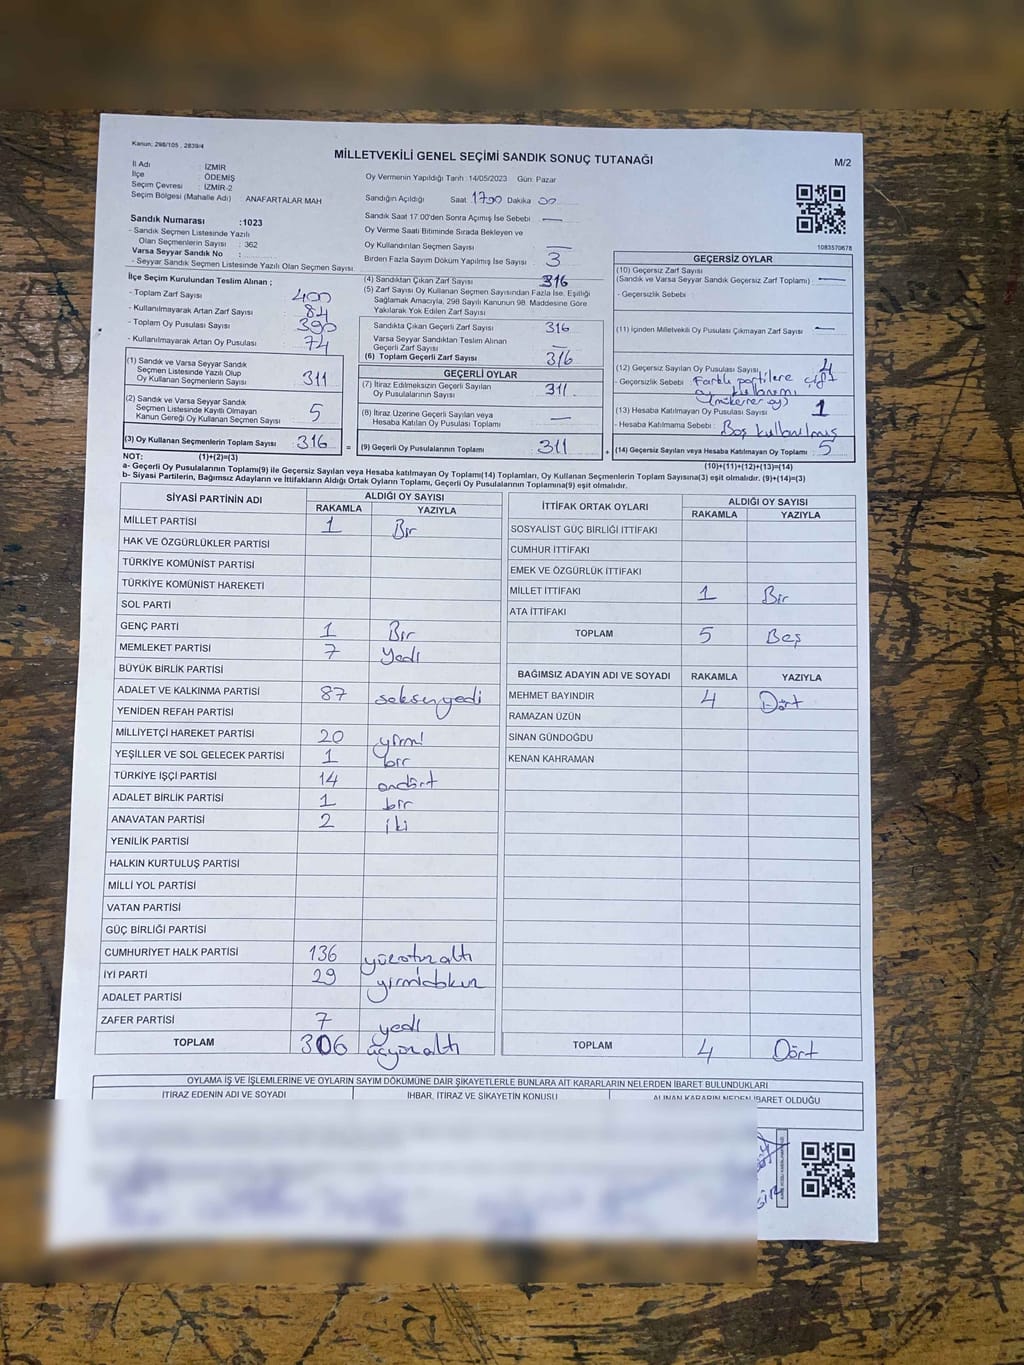 Kanun: 298/105 , 2839/4
MİLLETVEKİLİ GENEL SEÇİMİ SANDIK SONUÇ TUTANAĞI
M/2
İl Adı : İZMİR
İlçe : ÖDEMİŞ
Seçim Çevresi : İZMİR-2
Seçim Bölgesi (Mahalle Adı) ANAFARTALAR MAH
Sandık Numarası :1023
- Sandık Seçmen Listesinde Yazılı
Olan Seçmenlerin Sayısı : 362
Varsa Seyyar Sandık No :
- Seyyar Sandık Seçmen Listesinde Yazılı Olan Seçmen Sayısı
Oy Vermenin Yapıldığı Tarih :14/05/2023 Gün: Pazar
Sandığın Açıldığı Saat 1700 Dakika 00
Sandık Saat 17.00'den Sonra Açımış İse Sebebi —
Oy Verme Saati Bitiminde Sırada Bekleyen ve
Oy Kullandırılan Seçmen Sayısı —
Birden Fazla Sayım Döküm Yapılmış İse Sayısı 3
1083570678
İlçe Seçim Kurulundan Teslim Alınan ;
- Toplam Zarf Sayısı 400
- Kullanılmayarak Artan Zarf Sayısı 84
- Toplam Oy Pusulası Sayısı 390
- Kullanılmayarak Artan Oy Pusulası 74
(1) Sandık ve Varsa Seyyar Sandık
Seçmen Listesinde Yazılı Olup
Oy Kullanan Seçmenlerin Sayısı 311
(2) Sandık ve Varsa Seyyar Sandık
Seçmen Listesinde Kayıtlı Olmayan
Kanun Gereği Oy Kullanan Seçmen Sayısı 5
(3) Oy Kullanan Seçmenlerin Toplam Sayısı 316 =
(4) Sandıktan Çıkan Zarf Sayısı 316
(5) Zarf Sayısı Oy Kullanan Seçmen Sayısından Fazla İse, Eşitliği
Sağlamak Amacıyla, 298 Sayılı Kanunun 98. Maddesine Göre
Yakılarak Yok Edilen Zarf Sayısı
Sandıkta Çıkan Geçerli Zarf Sayısı 316
Varsa Seyyar Sandıktan Teslim Alınan
Geçerli Zarf Sayısı —
(6) Toplam Geçerli Zarf Sayısı 316
GEÇERLİ OYLAR
(7) İtiraz Edilmeksizin Geçerli Sayılan
Oy Pusulalarının Toplamı 311
(8) İtiraz Üzerine Geçerli Sayılan veya
Hesaba Katılan Oy Pusulaları Toplamı —
(9) Geçerli Oy Pusulalarının Toplamı 311 +
GEÇERSİZ OYLAR
(10) Geçersiz Zarf Sayısı
(Sandık ve Varsa Seyyar Sandık Geçersiz Zarf Toplamı) —
- Geçersizlik Sebebi
(11) İçinden Milletvekili Oy Pusulası Çıkmayan Zarf Sayısı —
(12) Geçersiz Sayılan Oy Pusulası Sayısı 4
- Geçersizlik Sebebi Farklı partilere çift
oy kullanımı
(mükerrer oy)
(13) Hesaba Katılmayan Oy Pusulası Sayısı 1
- Hesaba Katılmama Sebebi Boş kullanılmış
(14) Geçersiz Sayılan veya Hesaba Katılmayan Oy Toplamı 5
NOT: (1)+(2)=(3)
(10)+(11)+(12)+(13)=(14)
a- Geçerli Oy Pusulalarının Toplamı(9) ile Geçersiz Sayılan veya Hesaba katılmayan Oy Toplamı(14) Toplamları, Oy Kullanan Seçmenlerin Toplam Sayısına(3) eşit olmalıdır. (9)+(14)=(3)
b- Siyasi Partilerin, Bağımsız Adayların ve İttifakların Aldığı Ortak Oyların Toplamı, Geçerli Oy Pusulalarının Toplamına(9) eşit olmalıdır.
SİYASİ PARTİNİN ADI ALDIĞI OY SAYISI
RAKAMLA YAZIYLA
MİLLET PARTİSİ 1 Bir
HAK VE ÖZGÜRLÜKLER PARTİSİ
TÜRKİYE KOMÜNİST PARTİSİ
TÜRKİYE KOMÜNİST HAREKETİ
SOL PARTİ
GENÇ PARTİ 1 Bir
MEMLEKET PARTİSİ 7 Yedi
BÜYÜK BİRLİK PARTİSİ
ADALET VE KALKINMA PARTİSİ 87 seksenyedi
YENİDEN REFAH PARTİSİ
MİLLİYETÇİ HAREKET PARTİSİ 20 yirmi
YEŞİLLER VE SOL GELECEK PARTİSİ 1 bir
TÜRKİYE İŞÇİ PARTİSİ 14 ondört
ADALET BİRLİK PARTİSİ 1 bir
ANAVATAN PARTİSİ 2 iki
YENİLİK PARTİSİ
HALKIN KURTULUŞ PARTİSİ
MİLLİ YOL PARTİSİ
VATAN PARTİSİ
GÜÇ BİRLİĞİ PARTİSİ
CUMHURİYET HALK PARTİSİ 136 yüzotuzaltı
İYİ PARTİ 29 yirmidokuz
ADALET PARTİSİ
ZAFER PARTİSİ 7 yedi
TOPLAM 306 üçyüzaltı
İTTİFAK ORTAK OYLARI ALDIĞI OY SAYISI
RAKAMLA YAZIYLA
SOSYALİST GÜÇ BİRLİĞİ İTTİFAKI
CUMHUR İTTİFAKI
EMEK VE ÖZGÜRLÜK İTTİFAKI
MİLLET İTTİFAKI 1 Bir
ATA İTTİFAKI
TOPLAM 5 Beş
BAĞIMSIZ ADAYIN ADI VE SOYADI RAKAMLA YAZIYLA
MEHMET BAYINDIR 4 Dört
RAMAZAN ÜZÜN
SİNAN GÜNDOĞDU
KENAN KAHRAMAN
TOPLAM 4 Dört
OYLAMA İŞ VE İŞLEMLERİNE VE OYLARIN SAYIM DÖKÜMÜNE DAİR ŞİKAYETLERLE BUNLARA AİT KARARLARIN NELERDEN İBARET BULUNDUKLARI
İTİRAZ EDENİN ADI VE SOYADI İHBAR, İTİRAZ VE ŞİKAYETİN KONUSU ALINAN KARARIN NEDEN İBARET OLDUĞU